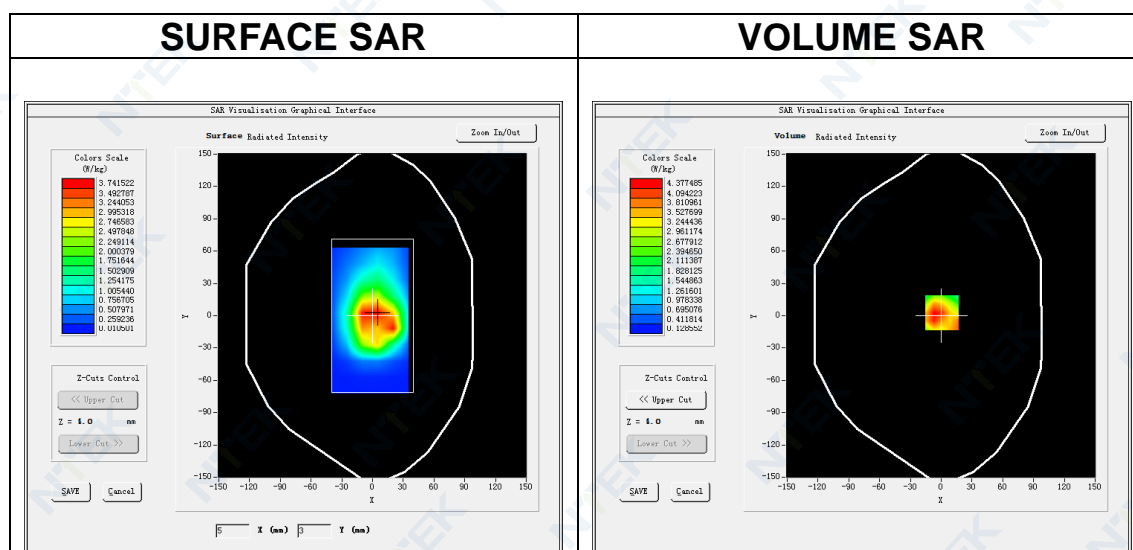 SURFACE SAR
VOLUME SAR
SAR Visualisation Graphical Interface
Surface Radiated Intensity
Zoom In/Out
Colors Scale
(W/kg)
3.741522
3.492787
3.244053
2.995318
2.746583
2.497848
2.249114
2.000379
1.751644
1.502909
1.254175
1.005440
0.756705
0.507971
0.259236
0.010501
Z-Cuts Control
<< Upper Cut
Z = mm
Lower Cut >>
SAVE
Cancel
150
120
90
60
30
0
-30
-60
-90
-120
-150
Y
-150 -120 -90 -60 -30 0 30 60 90 120 150
X
5 X (mm) 3 Y (mm)
SAR Visualisation Graphical Interface
Volume Radiated Intensity
Zoom In/Out
Colors Scale
(W/kg)
4.377485
4.094223
3.810961
3.527699
3.244436
2.961174
2.677912
2.394650
2.111387
1.828125
1.544863
1.261601
0.978338
0.695076
0.411814
0.128552
Z-Cuts Control
<< Upper Cut
Z = mm
Lower Cut >>
SAVE
Cancel
150
120
90
60
30
0
-30
-60
-90
-120
-150
Y
-150 -120 -90 -60 -30 0 30 60 90 120 150
X
NTEK